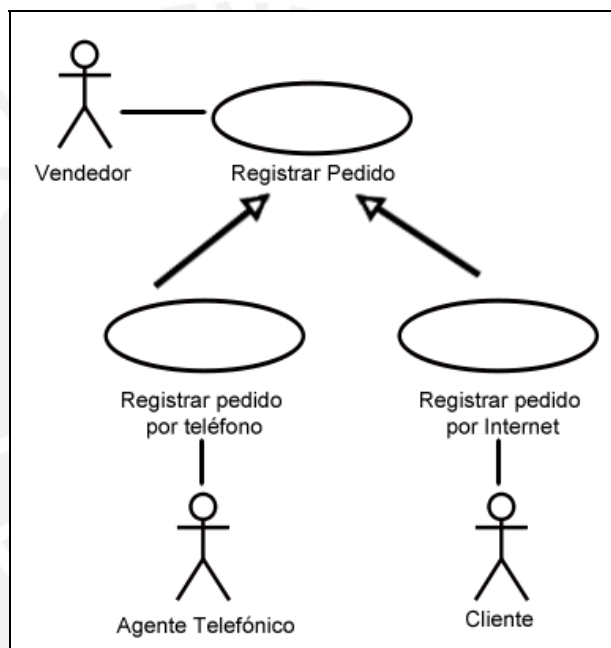 Vendedor
Registrar Pedido
Registrar pedido
por teléfono
Registrar pedido
por Internet
Agente Telefónico
Cliente